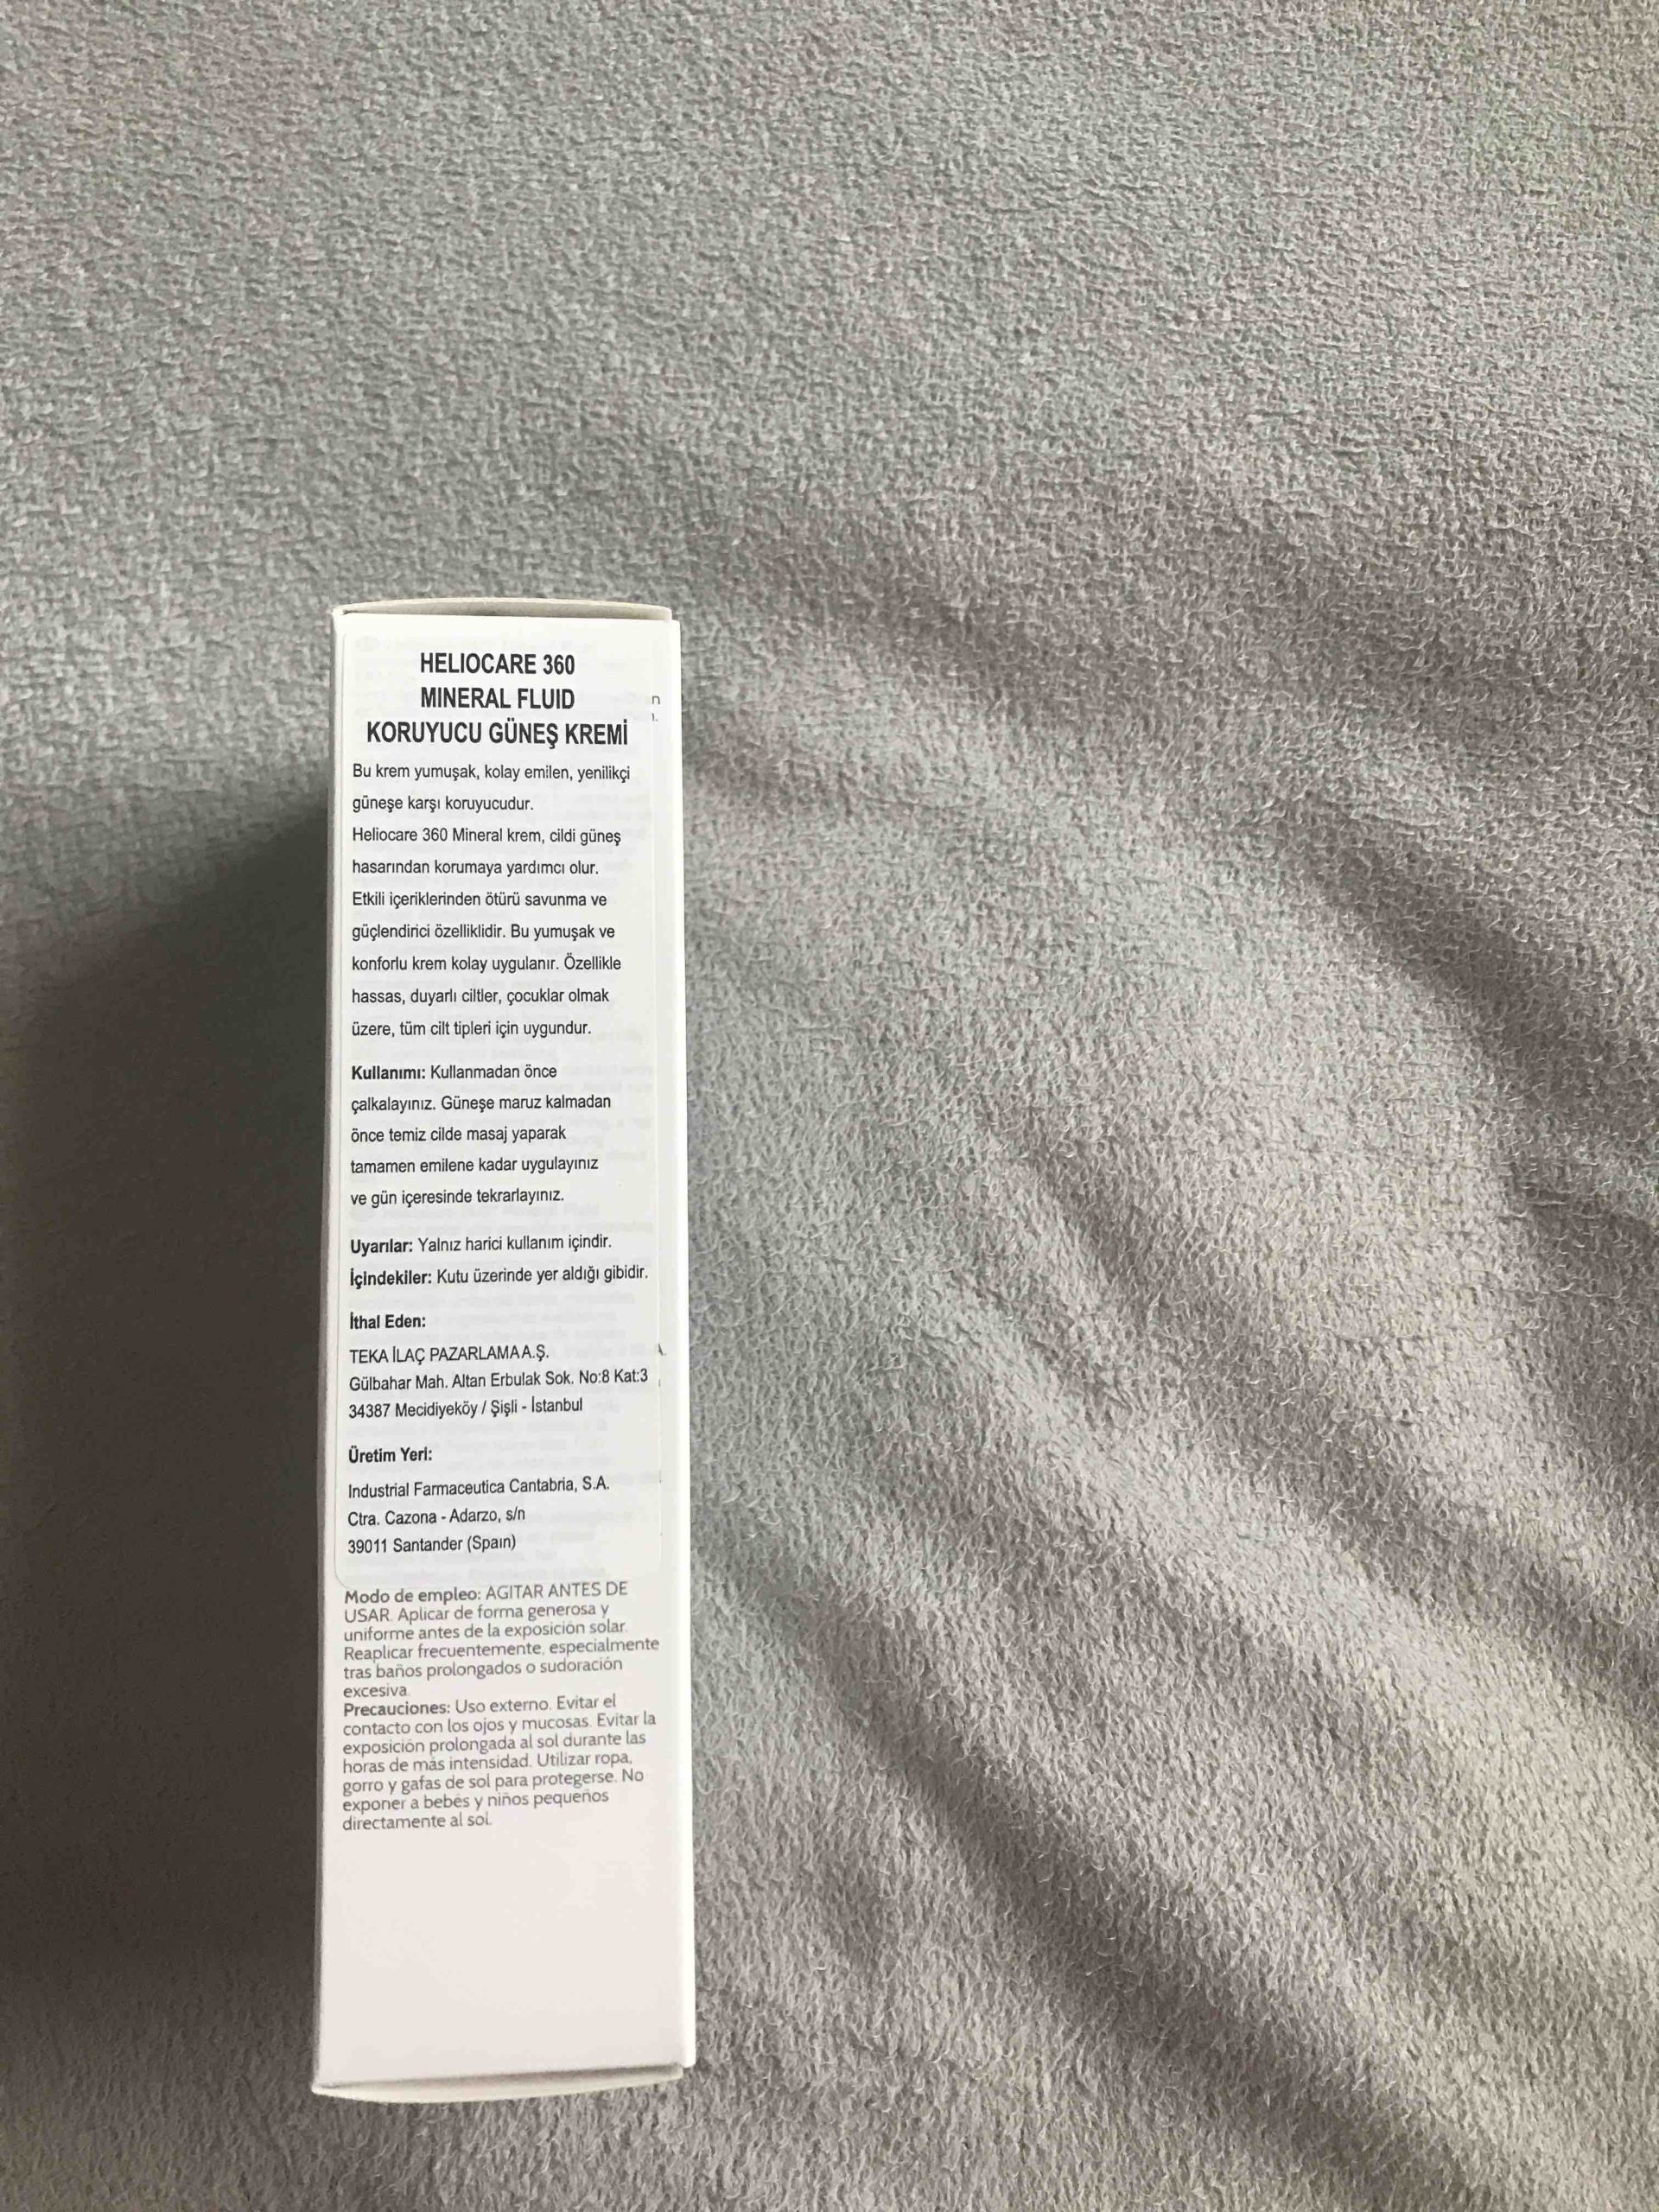 HELIOCARE 360
MINERAL FLUID
KORUYUCU GÜNEŞ KREMİ
Bu krem yumuşak, kolay emilen, yenilikçi
güneşe karşı koruyucudur.
Heliocare 360 Mineral krem, cildi güneş
hasarından korumaya yardımcı olur.
Etkili içeriklerinden ötürü savunma ve
güçlendirici özelliklidir. Bu yumuşak ve
konforlu krem kolay uygulanır. Özellikle
hassas, duyarlı ciltler, çocuklar olmak
üzere, tüm cilt tipleri için uygundur.
Kullanımı: Kullanmadan önce
çalkalayınız. Güneşe maruz kalmadan
önce temiz cilde masaj yaparak
tamamen emilene kadar uygulayınız
ve gün içeresinde tekrarlayınız.
Uyarılar: Yalnız harici kullanım içindir.
İçindekiler: Kutu üzerinde yer aldığı gibidir.
İthal Eden:
TEKA İLAÇ PAZARLAMA A.Ş.
Gülbahar Mah. Altan Erbulak Sok. No:8 Kat:3
34387 Mecidiyeköy / Şişli - İstanbul
Üretim Yeri:
Industrial Farmaceutica Cantabria, S.A.
Ctra. Cazona - Adarzo, s/n
39011 Santander (Spaın)
Modo de empleo: AGITAR ANTES DE
USAR. Aplicar de forma generosa y
uniforme antes de la exposición solar.
Reaplicar frecuentemente, especialmente
tras baños prolongados o sudoración
excesiva.
Precauciones: Uso externo. Evitar el
contacto con los ojos y mucosas. Evitar la
exposición prolongada al sol durante las
horas de más intensidad. Utilizar ropa,
gorro y gafas de sol para protegerse. No
exponer a bebés y niños pequeños
directamente al sol.